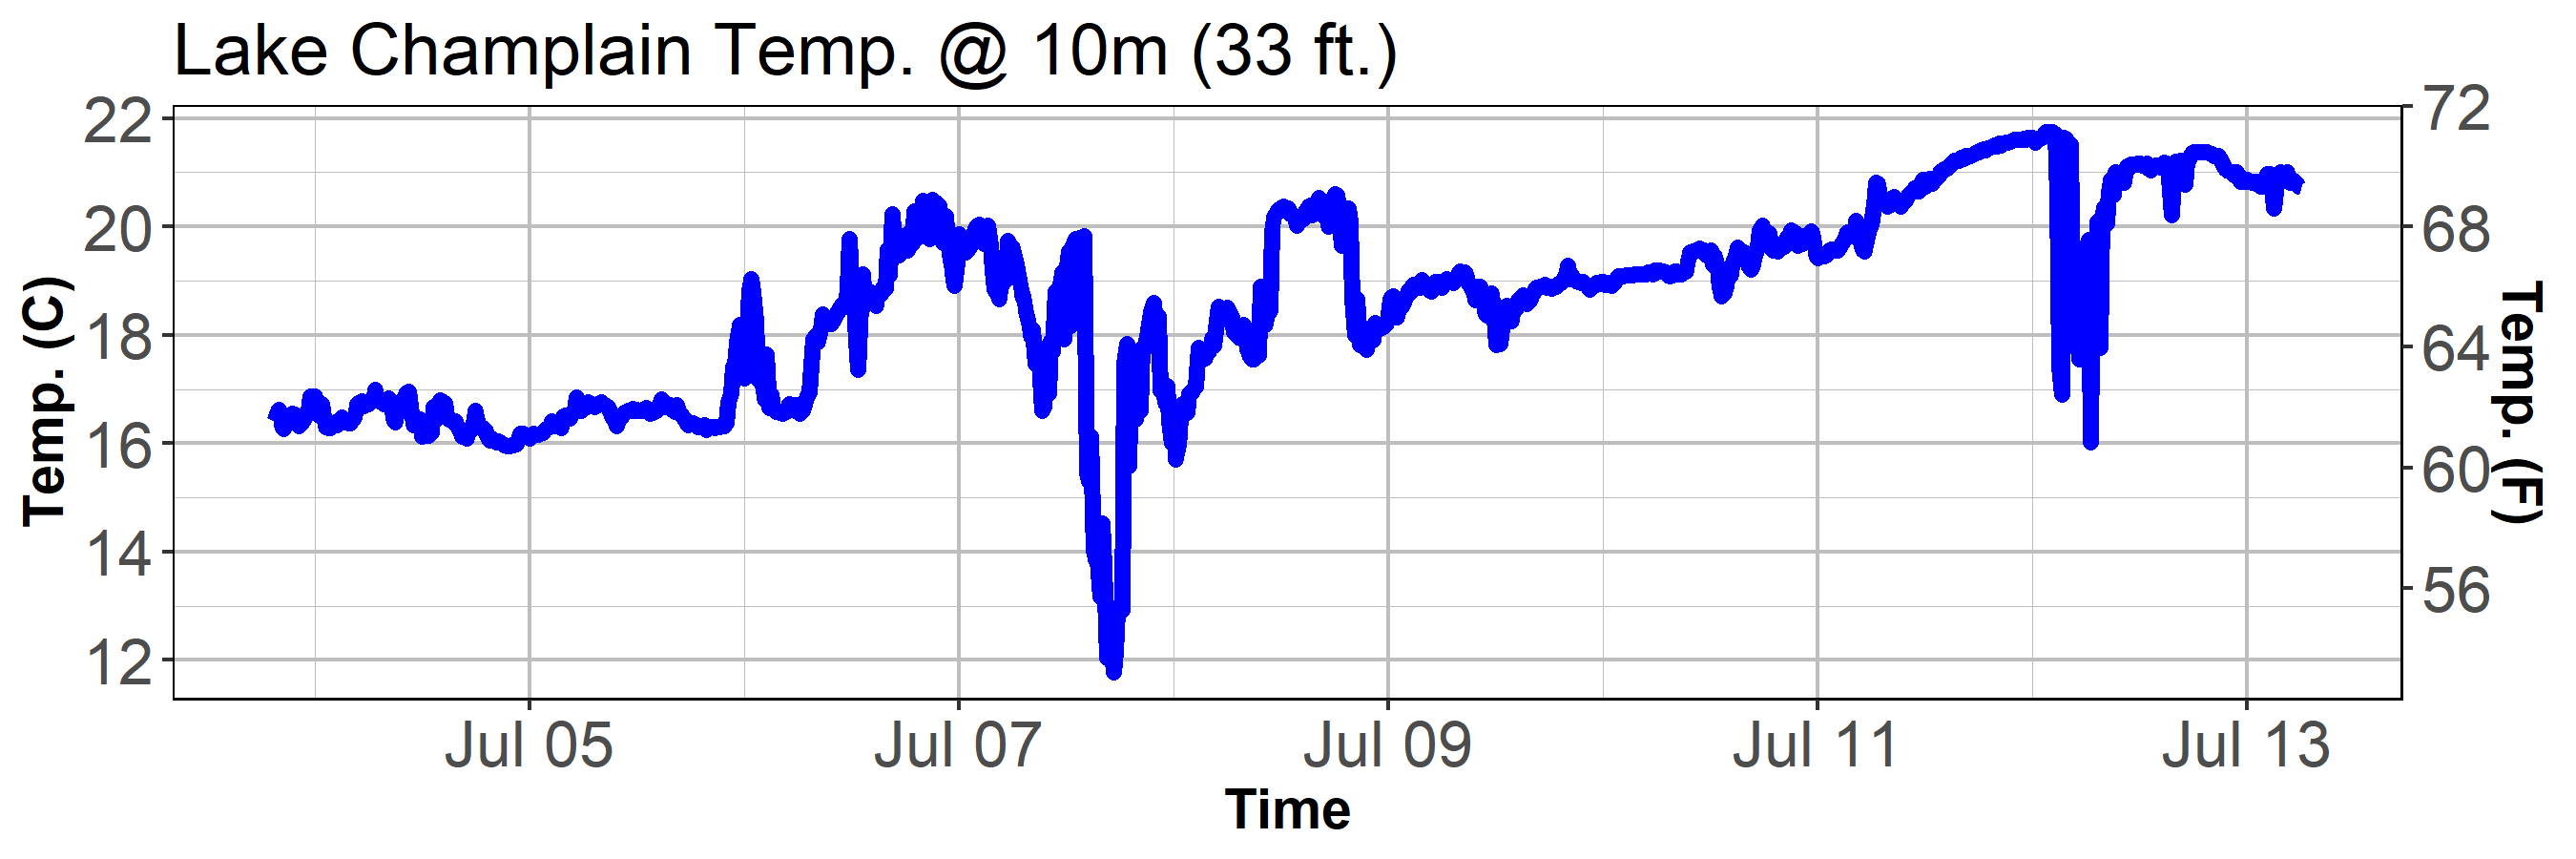 Lake Champlain Temp. @ 10m (33 ft.)
22
20
18
16
14
12
Temp. (C)
72
68
64
60
56
Temp. (F)
Jul 05 Jul 07 Jul 09 Jul 11 Jul 13
Time